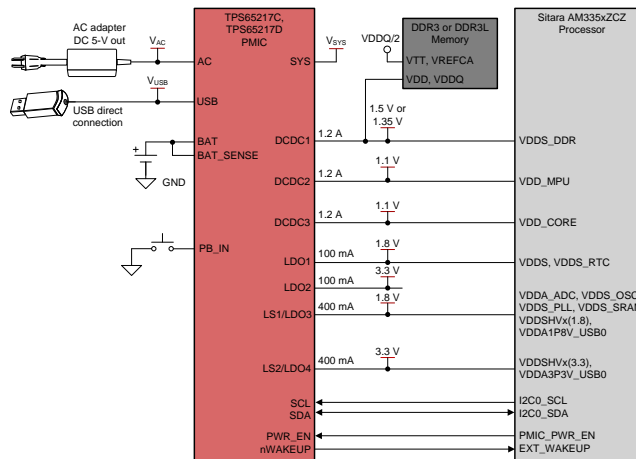 AC adapter
DC 5-V out
VAC
VUSB
USB direct
connection
GND
TPS65217C,
TPS65217D
PMIC
AC
SYS
VSYS
USB
BAT
BAT_SENSE
DCDC1
1.2 A
1.5 V or
1.35 V
VDDS_DDR
DCDC2
1.2 A
1.1 V
VDD_MPU
DCDC3
1.2 A
1.1 V
VDD_CORE
PB_IN
LDO1
100 mA
1.8 V
VDDS, VDDS_RTC
LDO2
100 mA
3.3 V
LS1/LDO3
400 mA
1.8 V
VDDA_ADC, VDDS_OSC
VDDS_PLL, VDDS_SRAM
VDDSHVx(1.8),
VDDA1P8V_USB0
LS2/LDO4
400 mA
3.3 V
VDDSHVx(3.3),
VDDA3P3V_USB0
SCL
I2C0_SCL
SDA
I2C0_SDA
PWR_EN
PMIC_PWR_EN
nWAKEUP
EXT_WAKEUP
VDDQ/2
DDR3 or DDR3L
Memory
VTT, VREFCA
VDD, VDDQ
Sitara AM335xZCZ
Processor